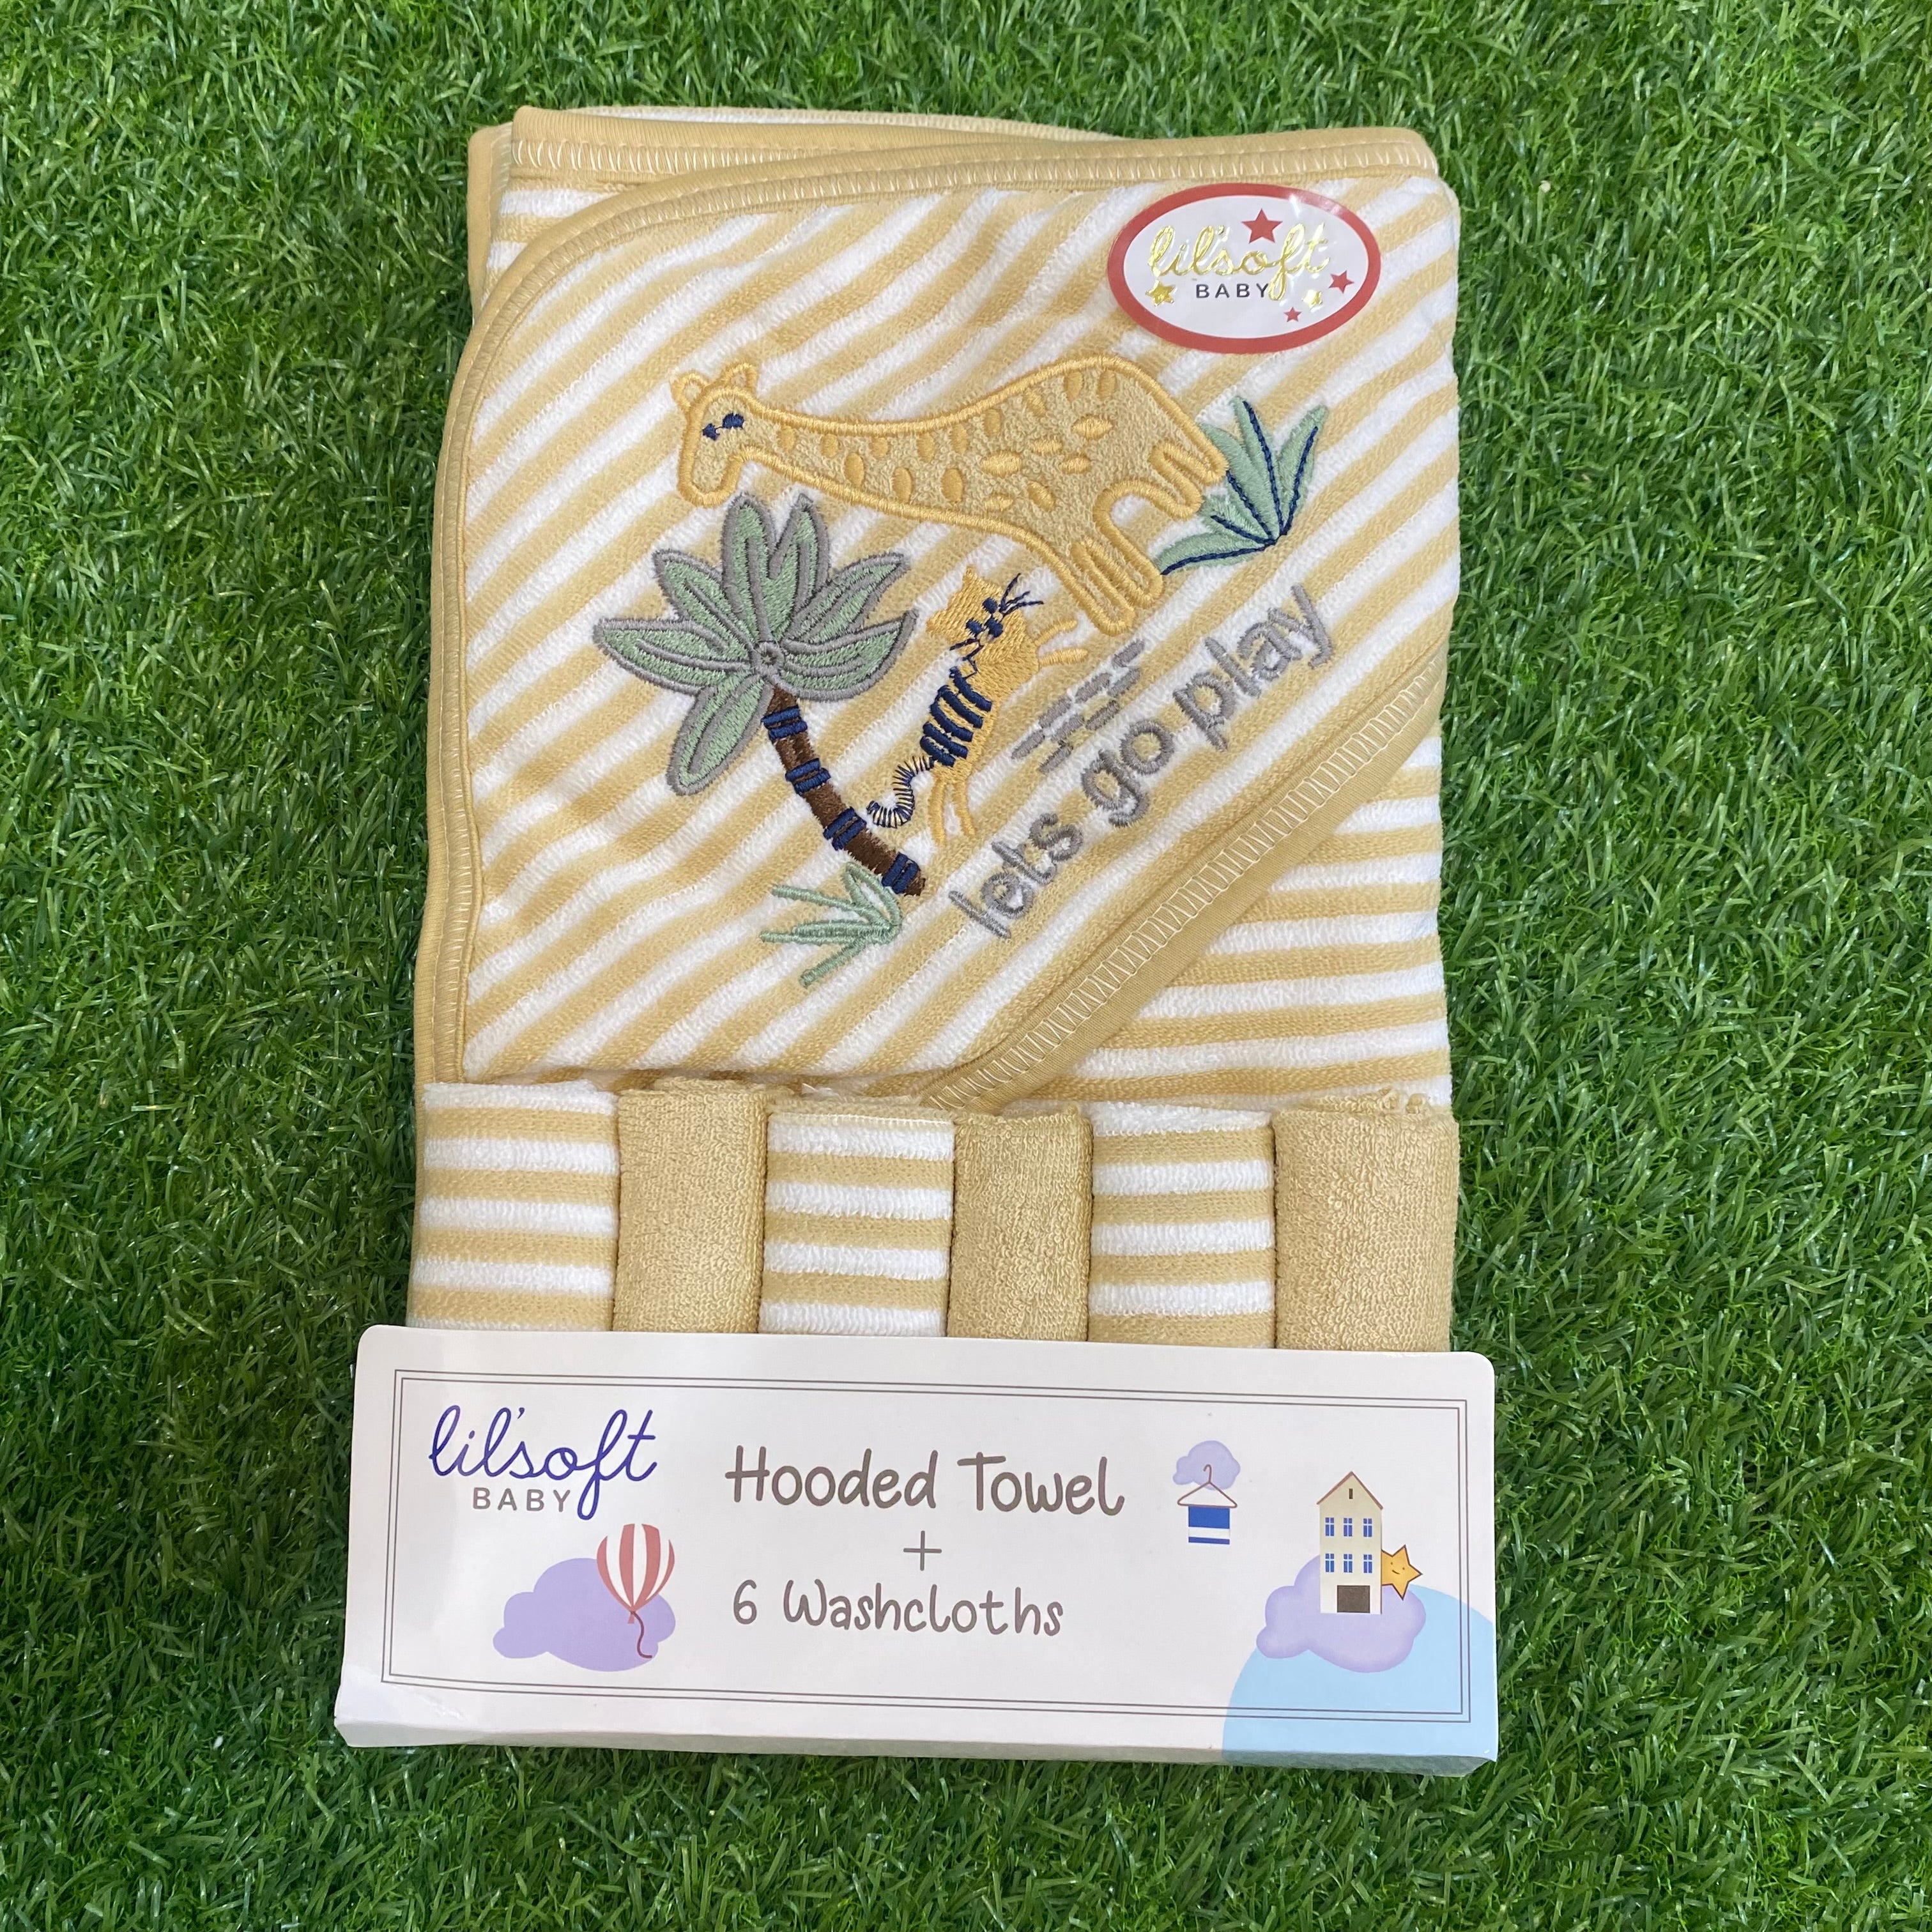 lil'soft
BABY
lets go play
lil'soft
BABY
Hooded Towel
+
6 Washcloths